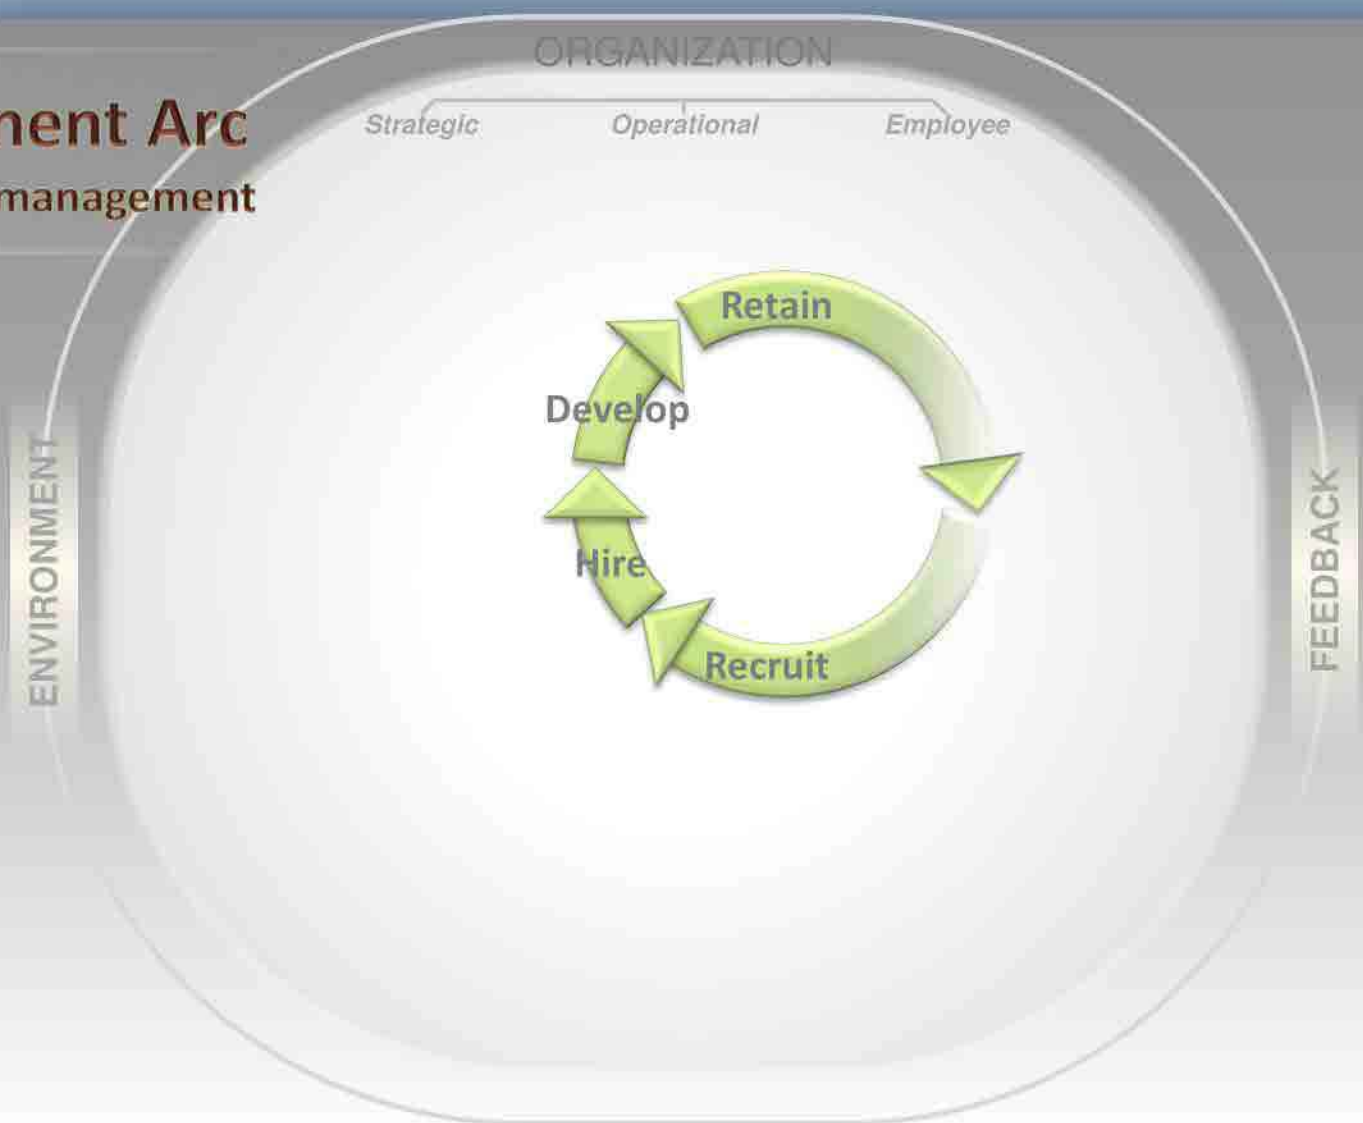 ORGANIZATION
Strategic Operational Employee
nent Arc
management
Retain
Develop
Hire
Recruit
ENVIRONMENT
FEEDBACK